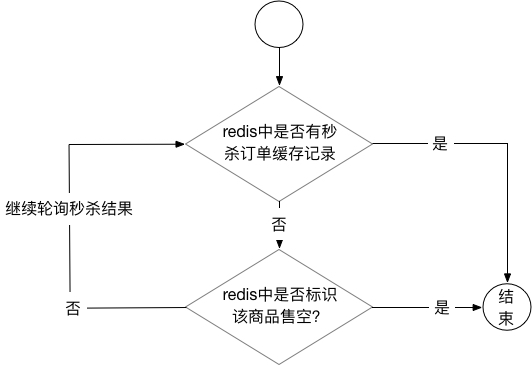 redis中是否有秒
杀订单缓存记录
是
继续轮询秒杀结果
否
redis中是否标识
该商品售空?
否
是
结
束